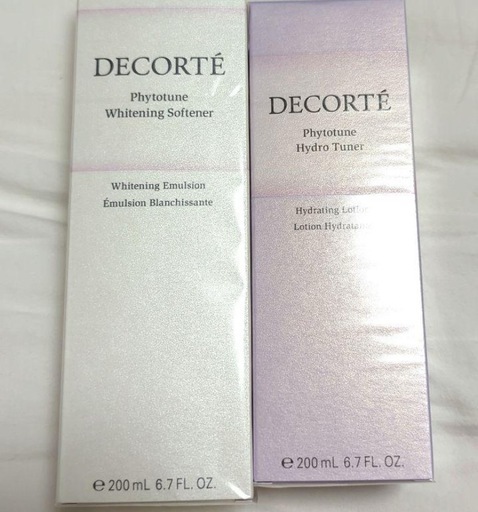 DECORTÉ
Phytotune
Whitening Softener
Whitening Emulsion
Émulsion Blanchissante
℮ 200 mL 6.7 FL. OZ.
DECORTÉ
Phytotune
Hydro Tuner
Hydrating
Lotion
℮ 200 mL 6.7 FL. OZ.